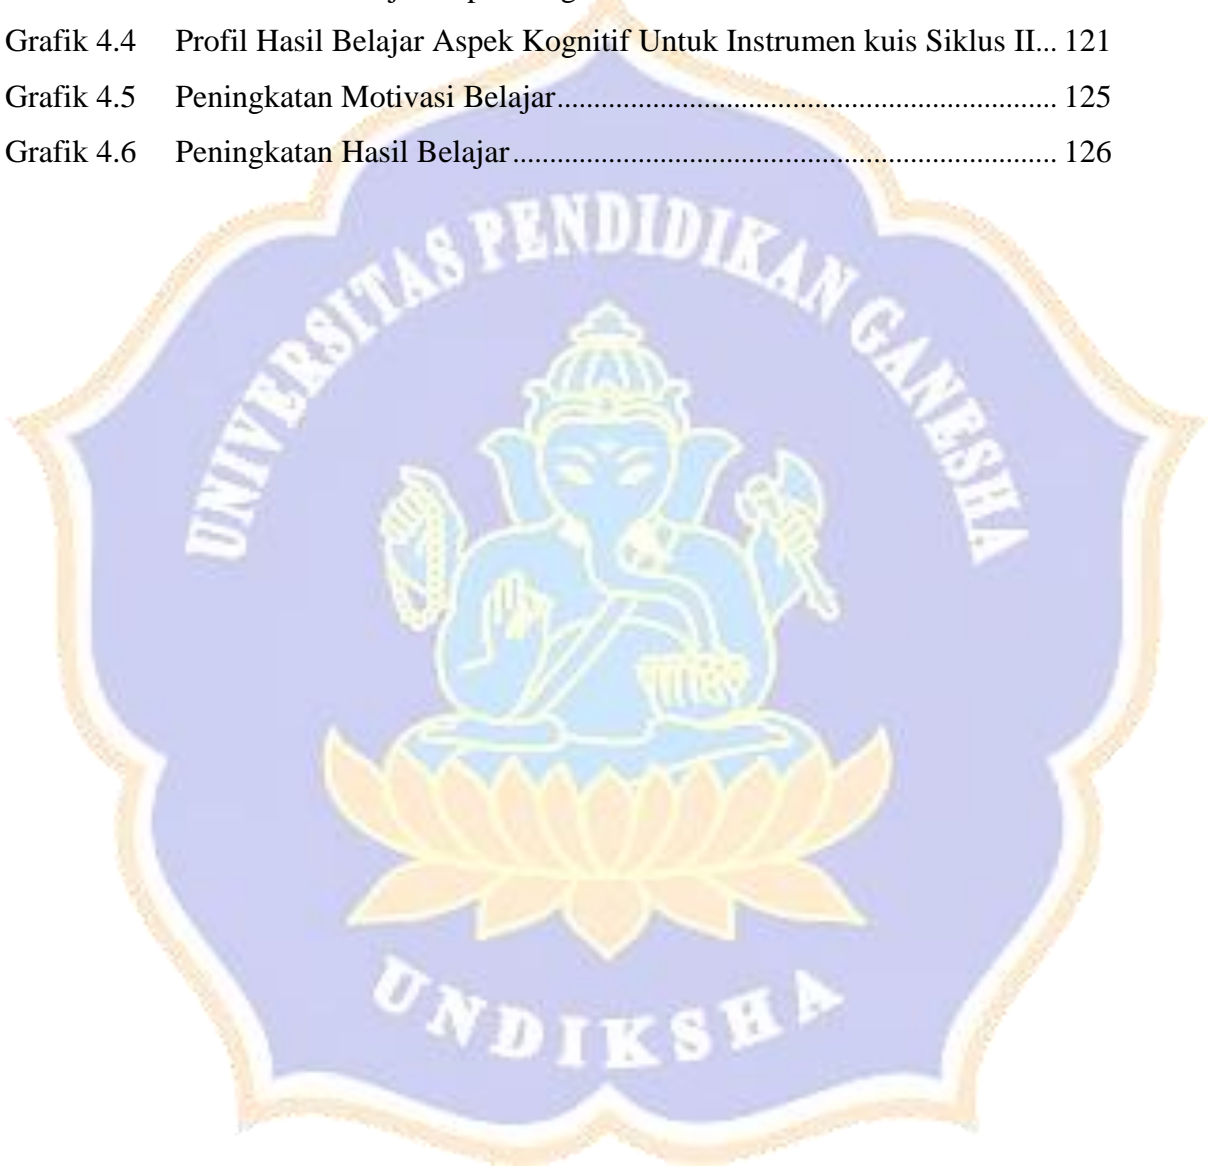 Grafik 4.4 Profil Hasil Belajar Aspek Kognitif Untuk Instrumen kuis Siklus II... 121
Grafik 4.5 Peningkatan Motivasi Belajar............................................................. 125
Grafik 4.6 Peningkatan Hasil Belajar.................................................................. 126
UNIVERSITAS PENDIDIKAN GANESHA
UNDIKSHA